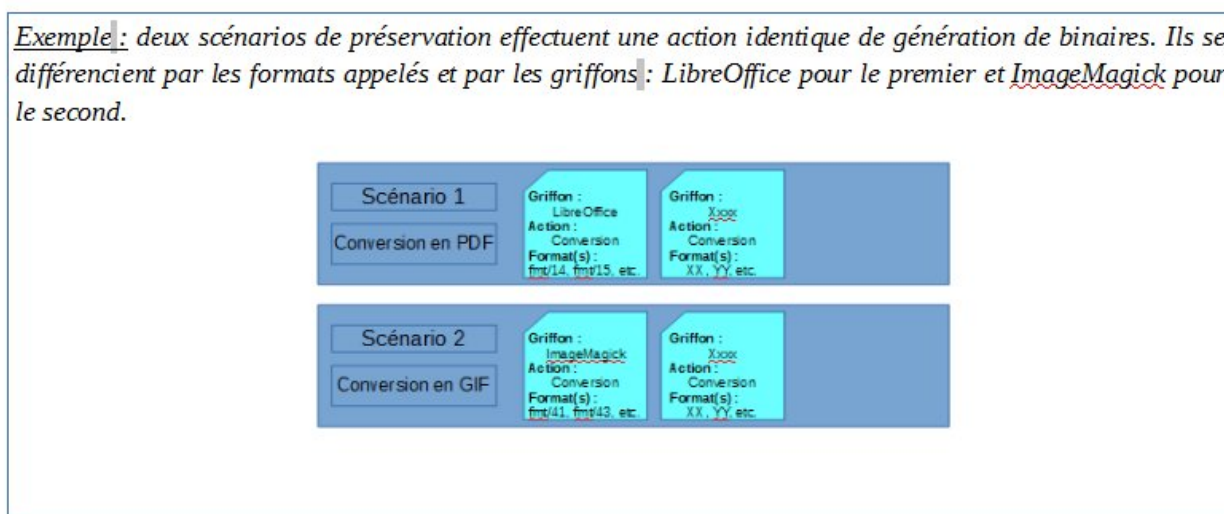 Exemple : deux scénarios de préservation effectuent une action identique de génération de binaires. Ils se
différencient par les formats appelés et par les griffons : LibreOffice pour le premier et ImageMagick pour
le second.
Scénario 1
Conversion en PDF
Griffon :
LibreOffice
Action :
Conversion
Format(s) :
fmt/14, fmt/15, etc.
Griffon :
Xxxx
Action :
Conversion
Format(s) :
XX, YY, etc.
Scénario 2
Conversion en GIF
Griffon :
ImageMagick
Action :
Conversion
Format(s) :
fmt/41, fmt/43, etc.
Griffon :
Xxxx
Action :
Conversion
Format(s) :
XX, YY, etc.